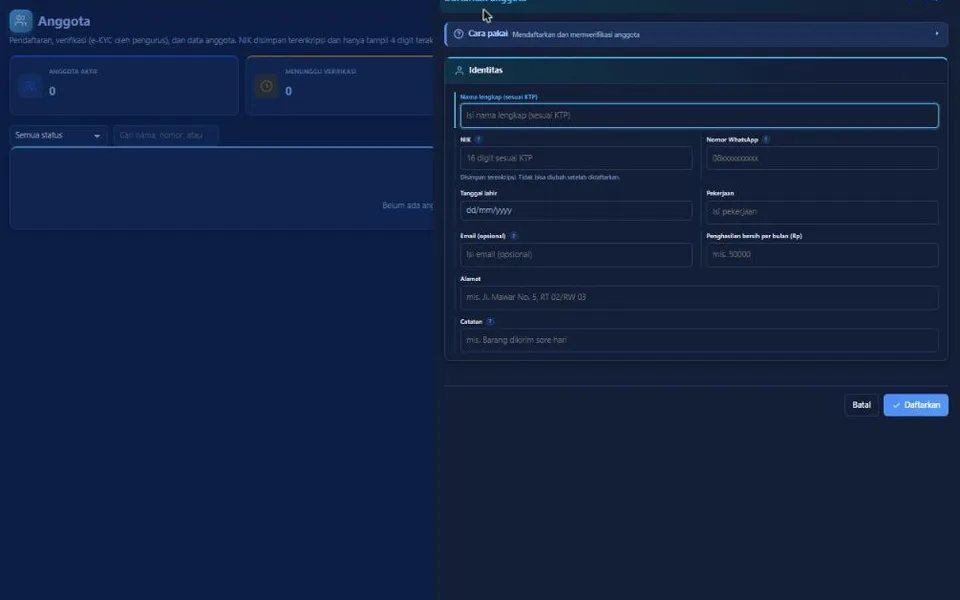 Anggota
Pendaftaran, verifikasi (e-KYC oleh pengurus), dan data anggota. NIK disimpan terenkripsi dan hanya tampil 4 digit terak
ANGGOTA AKTIF
0
MENUNGGU VERIFIKASI
0
Semua status
Cari nama, nomor, atau
Belum ada ang
Cara pakai Mendaftarkan dan memverifikasi anggota
Identitas
Nama lengkap (sesuai KTP)
Isi nama lengkap (sesuai KTP)
NIK ?
16 digit sesuai KTP
Disimpan terenkripsi. Tidak bisa diubah setelah didaftarkan.
Nomor WhatsApp ?
08xxxxxxxxxx
Tanggal lahir
dd/mm/yyyy
Pekerjaan
Isi pekerjaan
Email (opsional) ?
Isi email (opsional)
Penghasilan bersih per bulan (Rp)
mis. 50000
Alamat
mis. Jl. Mawar No. 5, RT 02/RW 03
Catatan ?
mis. Barang dikirim sore hari
Batal
Daftarkan